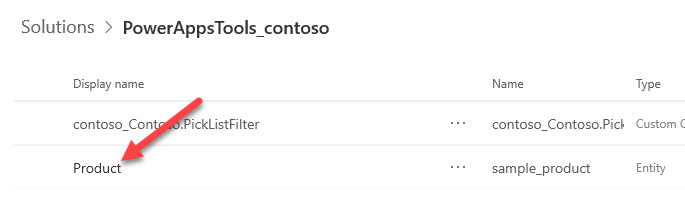 Solutions > PowerAppsTools_contoso
Display name Name Type
contoso_Contoso.PickListFilter ... contoso_Contoso.Pick Custom C
Product ... sample_product Entity